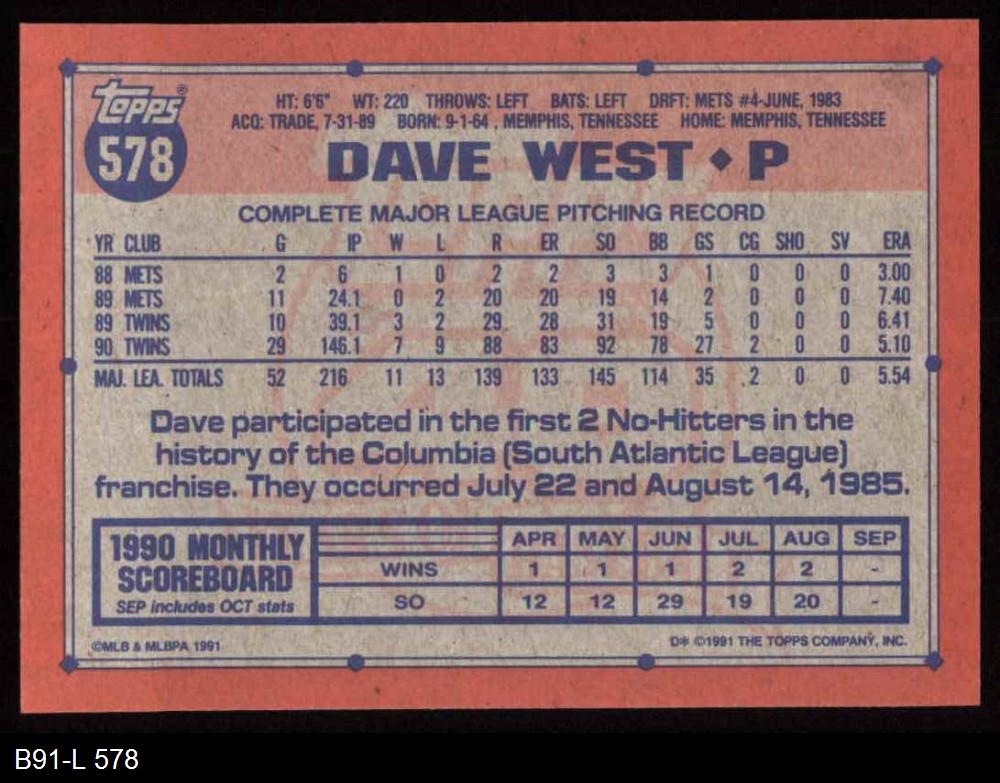 topps®
578
HT: 6'6" WT: 220 THROWS: LEFT BATS: LEFT DRFT: METS #4-JUNE, 1983
ACQ: TRADE, 7-31-89 BORN: 9-1-64, MEMPHIS, TENNESSEE HOME: MEMPHIS, TENNESSEE
DAVE WEST ♦ P
COMPLETE MAJOR LEAGUE PITCHING RECORD
YR CLUB G IP W L R ER SO BB GS CG SHO SV ERA
88 METS 2 6 1 0 2 2 3 3 1 0 0 0 3.00
89 METS 11 24.1 0 2 20 20 19 14 2 0 0 0 7.40
89 TWINS 10 39.1 3 2 29 28 31 19 5 0 0 0 6.41
90 TWINS 29 146.1 7 9 88 83 92 78 27 2 0 0 5.10
MAJ. LEA. TOTALS 52 216 11 13 139 133 145 114 35 2 0 0 5.54
Dave participated in the first 2 No-Hitters in the
history of the Columbia (South Atlantic League)
franchise. They occurred July 22 and August 14, 1985.
1990 MONTHLY
SCOREBOARD
SEP includes OCT stats
APR MAY JUN JUL AUG SEP
WINS 1 1 1 2 2 -
SO 12 12 29 19 20 -
©MLB & MLBPA 1991
D* ©1991 THE TOPPS COMPANY, INC.
B91-L 578